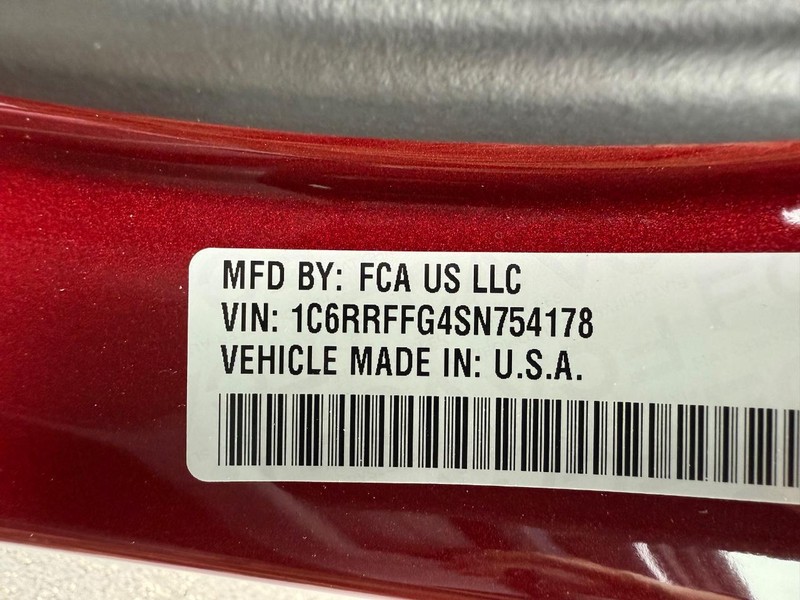 MFD BY: FCA US LLC
VIN: 1C6RRFFG4SN754178
VEHICLE MADE IN: U.S.A.